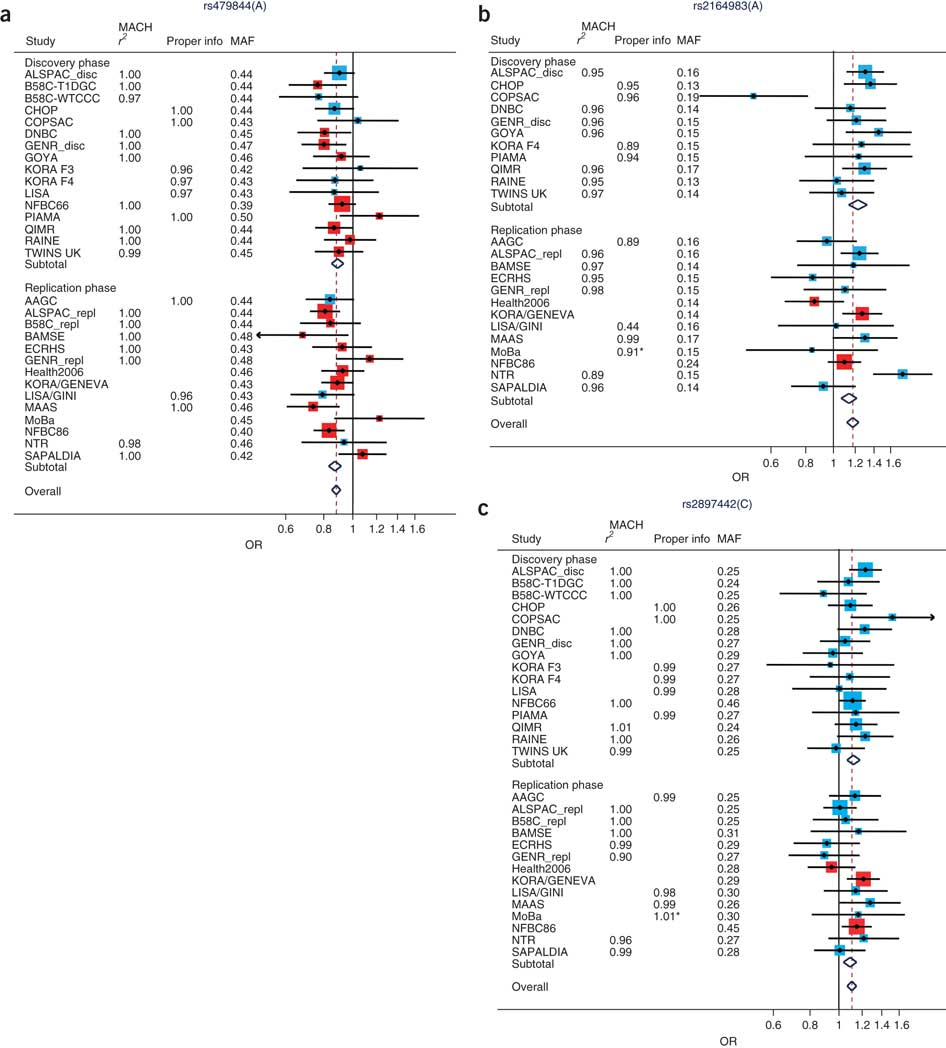 a
rs479844(A)
MACH
Study r2 Proper info MAF
Discovery phase
ALSPAC_disc 1.00 0.44
B58C-T1DGC 1.00 0.44
B58C-WTCCC 0.97 0.44
CHOP 1.00 0.44
COPSAC 1.00 0.43
DNBC 1.00 0.45
GENR_disc 1.00 0.47
GOYA 1.00 0.46
KORA F3 0.96 0.42
KORA F4 0.97 0.43
LISA 0.97 0.43
NFBC66 1.00 0.39
PIAMA 1.00 0.50
QIMR 1.00 0.44
RAINE 1.00 0.44
TWINS UK 0.99 0.45
Subtotal
Replication phase
AAGC 1.00 0.44
ALSPAC_repl 1.00 0.44
B58C_repl 1.00 0.44
BAMSE 1.00 0.48
ECRHS 1.00 0.43
GENR_repl 1.00 0.48
Health2006 0.46
KORA/GENEVA 0.43
LISA/GINI 0.96 0.43
MAAS 1.00 0.46
MoBa 0.45
NFBC86 0.40
NTR 0.98 0.46
SAPALDIA 1.00 0.42
Subtotal
Overall
0.6 0.8 1 1.2 1.4 1.6
OR
b
rs2164983(A)
MACH
Study r2 Proper info MAF
Discovery phase
ALSPAC_disc 0.95 0.16
CHOP 0.95 0.13
COPSAC 0.96 0.19
DNBC 0.96 0.14
GENR_disc 0.96 0.15
GOYA 0.96 0.15
KORA F4 0.89 0.15
PIAMA 0.94 0.15
QIMR 0.96 0.17
RAINE 0.95 0.13
TWINS UK 0.97 0.14
Subtotal
Replication phase
AAGC 0.89 0.16
ALSPAC_repl 0.96 0.16
BAMSE 0.97 0.14
ECRHS 0.95 0.15
GENR_repl 0.98 0.15
Health2006 0.14
KORA/GENEVA 0.14
LISA/GINI 0.44 0.16
MAAS 0.99 0.17
MoBa 0.91* 0.15
NFBC86 0.24
NTR 0.89 0.15
SAPALDIA 0.96 0.14
Subtotal
Overall
0.6 0.8 1 1.2 1.4 1.6
OR
c
rs2897442(C)
MACH
Study r2 Proper info MAF
Discovery phase
ALSPAC_disc 1.00 0.25
B58C-T1DGC 1.00 0.24
B58C-WTCCC 1.00 0.25
CHOP 1.00 0.26
COPSAC 1.00 0.25
DNBC 1.00 0.28
GENR_disc 1.00 0.27
GOYA 1.00 0.29
KORA F3 0.99 0.27
KORA F4 0.99 0.27
LISA 0.99 0.28
NFBC66 1.00 0.46
PIAMA 0.99 0.27
QIMR 1.01 0.24
RAINE 1.00 0.26
TWINS UK 0.99 0.25
Subtotal
Replication phase
AAGC 0.99 0.25
ALSPAC_repl 1.00 0.25
B58C_repl 1.00 0.25
BAMSE 1.00 0.31
ECRHS 0.99 0.29
GENR_repl 0.90 0.27
Health2006 0.28
KORA/GENEVA 0.29
LISA/GINI 0.98 0.30
MAAS 0.99 0.26
MoBa 1.01* 0.30
NFBC86 0.45
NTR 0.96 0.27
SAPALDIA 0.99 0.28
Subtotal
Overall
0.6 0.8 1 1.2 1.4 1.6
OR